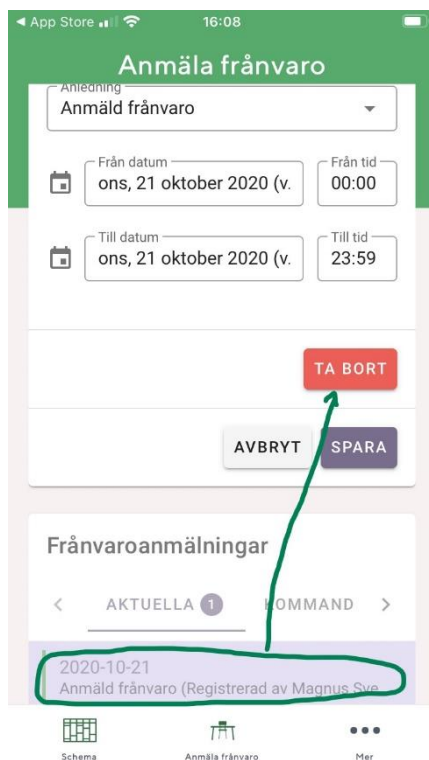 App Store
16:08
Anmäla frånvaro
Anledning
Anmäld frånvaro
Från datum
Från tid
ons, 21 oktober 2020 (v.
00:00
Till datum
Till tid
ons, 21 oktober 2020 (v.
23:59
TA BORT
AVBRYT
SPARA
Frånvaroanmälningar
AKTUELLA 1
KOMMAND
2020-10-21
Anmäld frånvaro (Registrerad av Magnus Sve
Schema
Anmäla frånvaro
Mer